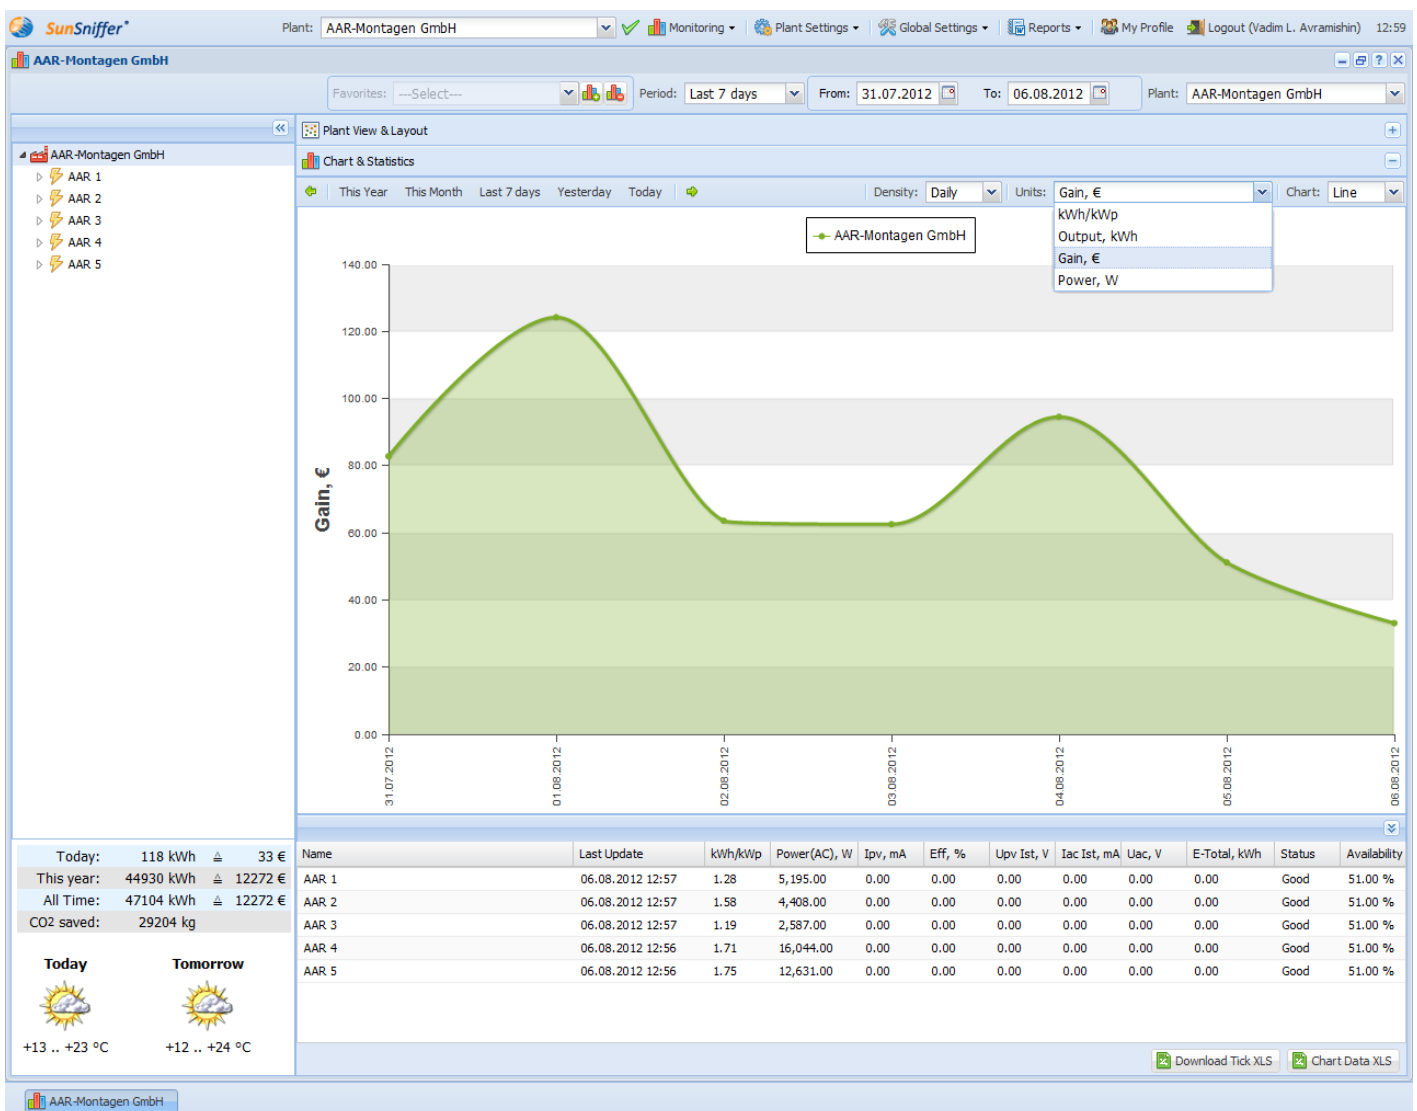 SunSniffer® Plant: AAR-Montagen GmbH Monitoring Plant Settings Global Settings Reports My Profile Logout (Vadim L. Avramishin) 12:59
AAR-Montagen GmbH
Favorites: ---Select--- Period: Last 7 days From: 31.07.2012 To: 06.08.2012 Plant: AAR-Montagen GmbH
Plant View & Layout
AAR-Montagen GmbH
AAR 1
AAR 2
AAR 3
AAR 4
AAR 5
Chart & Statistics
This Year This Month Last 7 days Yesterday Today Density: Daily Units: Gain, € Chart: Line
kWh/kWp
Output, kWh
Gain, €
Power, W
AAR-Montagen GmbH
Gain, €
140.00
120.00
100.00
80.00
60.00
40.00
20.00
0.00
31.07.2012
01.08.2012
02.08.2012
03.08.2012
04.08.2012
05.08.2012
06.08.2012
Today: 118 kWh ≙ 33 €
This year: 44930 kWh ≙ 12272 €
All Time: 47104 kWh ≙ 12272 €
CO2 saved: 29204 kg
Today Tomorrow
+13 .. +23 °C +12 .. +24 °C
Name Last Update kWh/kWp Power(AC), W Ipv, mA Eff, % Upv Ist, V Iac Ist, mA Uac, V E-Total, kWh Status Availability
AAR 1 06.08.2012 12:57 1.28 5,195.00 0.00 0.00 0.00 0.00 0.00 0.00 Good 51.00 %
AAR 2 06.08.2012 12:57 1.58 4,408.00 0.00 0.00 0.00 0.00 0.00 0.00 Good 51.00 %
AAR 3 06.08.2012 12:57 1.19 2,587.00 0.00 0.00 0.00 0.00 0.00 0.00 Good 51.00 %
AAR 4 06.08.2012 12:56 1.71 16,044.00 0.00 0.00 0.00 0.00 0.00 0.00 Good 51.00 %
AAR 5 06.08.2012 12:56 1.75 12,631.00 0.00 0.00 0.00 0.00 0.00 0.00 Good 51.00 %
Download Tick XLS Chart Data XLS
AAR-Montagen GmbH